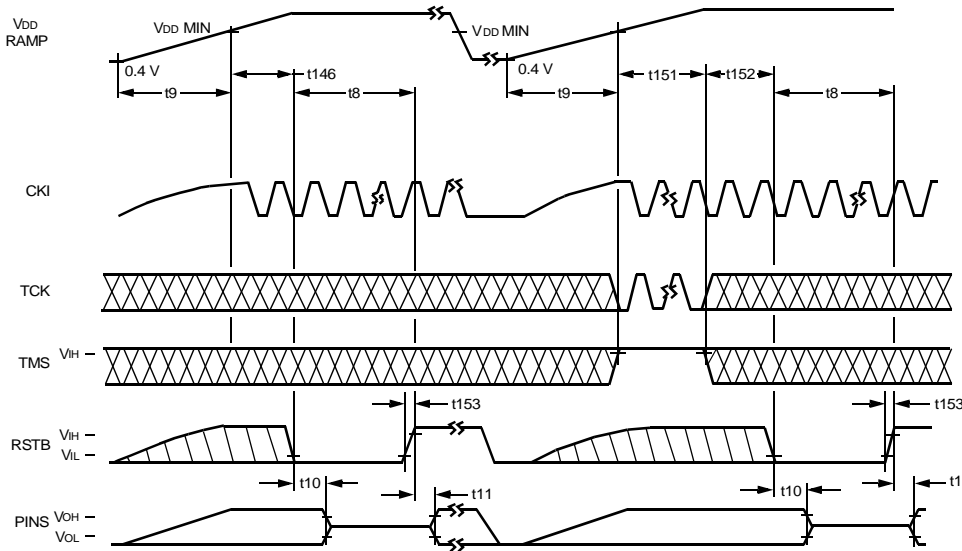 VDD
RAMP
VDD MIN
VDD MIN
0.4 V
0.4 V
t146
t151
t152
t9
t8
t9
t8
CKI
TCK
TMS
VIH
t153
t153
RSTB
VIH
VIL
t10
t11
t10
t1
PINS
VOH
VOL